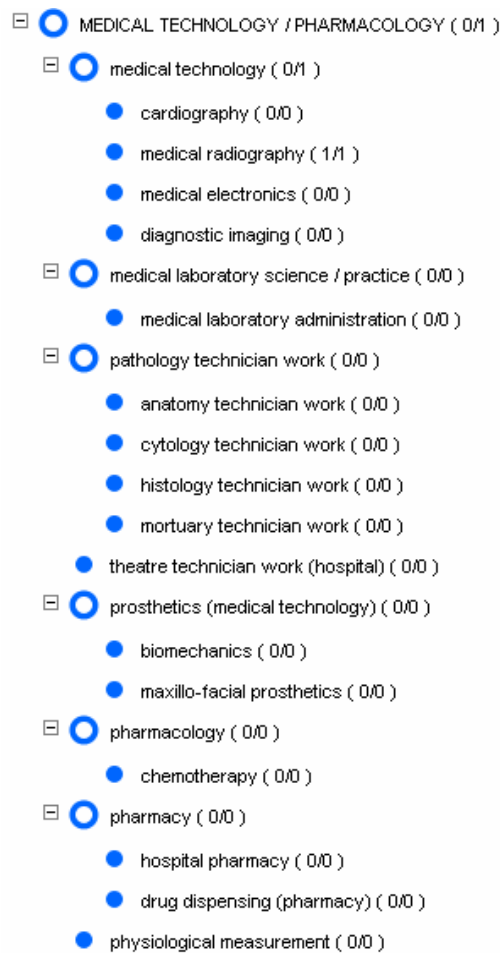 MEDICAL TECHNOLOGY / PHARMACOLOGY ( 0/1 )
medical technology ( 0/1 )
cardiography ( 0/0 )
medical radiography ( 1/1 )
medical electronics ( 0/0 )
diagnostic imaging ( 0/0 )
medical laboratory science / practice ( 0/0 )
medical laboratory administration ( 0/0 )
pathology technician work ( 0/0 )
anatomy technician work ( 0/0 )
cytology technician work ( 0/0 )
histology technician work ( 0/0 )
mortuary technician work ( 0/0 )
theatre technician work (hospital) ( 0/0 )
prosthetics (medical technology) ( 0/0 )
biomechanics ( 0/0 )
maxillo-facial prosthetics ( 0/0 )
pharmacology ( 0/0 )
chemotherapy ( 0/0 )
pharmacy ( 0/0 )
hospital pharmacy ( 0/0 )
drug dispensing (pharmacy) ( 0/0 )
physiological measurement ( 0/0 )